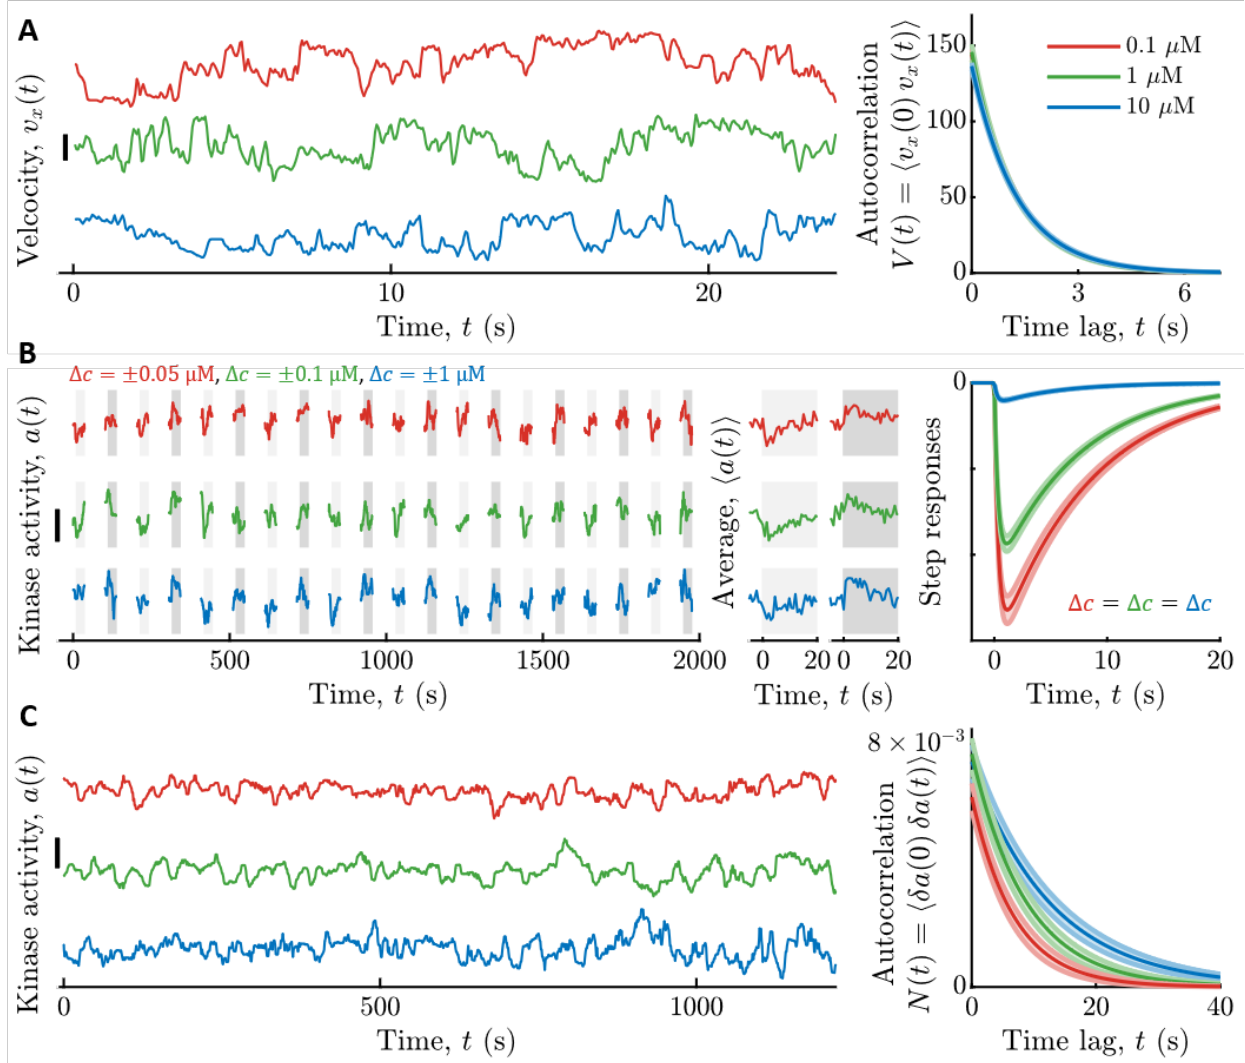 A
Velcocity, v_x(t)
0
10
20
Time, t (s)
Autocorrelation
V(t) = ⟨v_x(0) v_x(t)⟩
150
100
50
0
0.1 μM
1 μM
10 μM
0
3
6
Time lag, t (s)
B
Δc = ±0.05 μM, Δc = ±0.1 μM, Δc = ±1 μM
Kinase activity, a(t)
0
500
1000
1500
2000
Time, t (s)
Average, ⟨a(t)⟩
0
20
0
20
Time, t (s)
Step responses
0
Δc = Δc = Δc
0
10
20
Time, t (s)
C
Kinase activity, a(t)
0
500
1000
Time, t (s)
Autocorrelation
N(t) = ⟨δa(0) δa(t)⟩
8 × 10⁻³
0
0
20
40
Time lag, t (s)